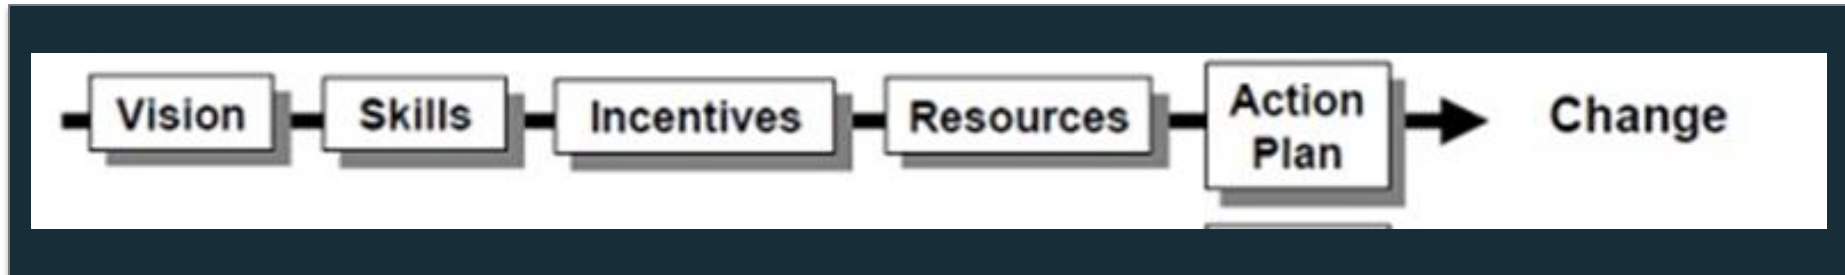 Vision
Skills
Incentives
Resources
Action
Plan
Change